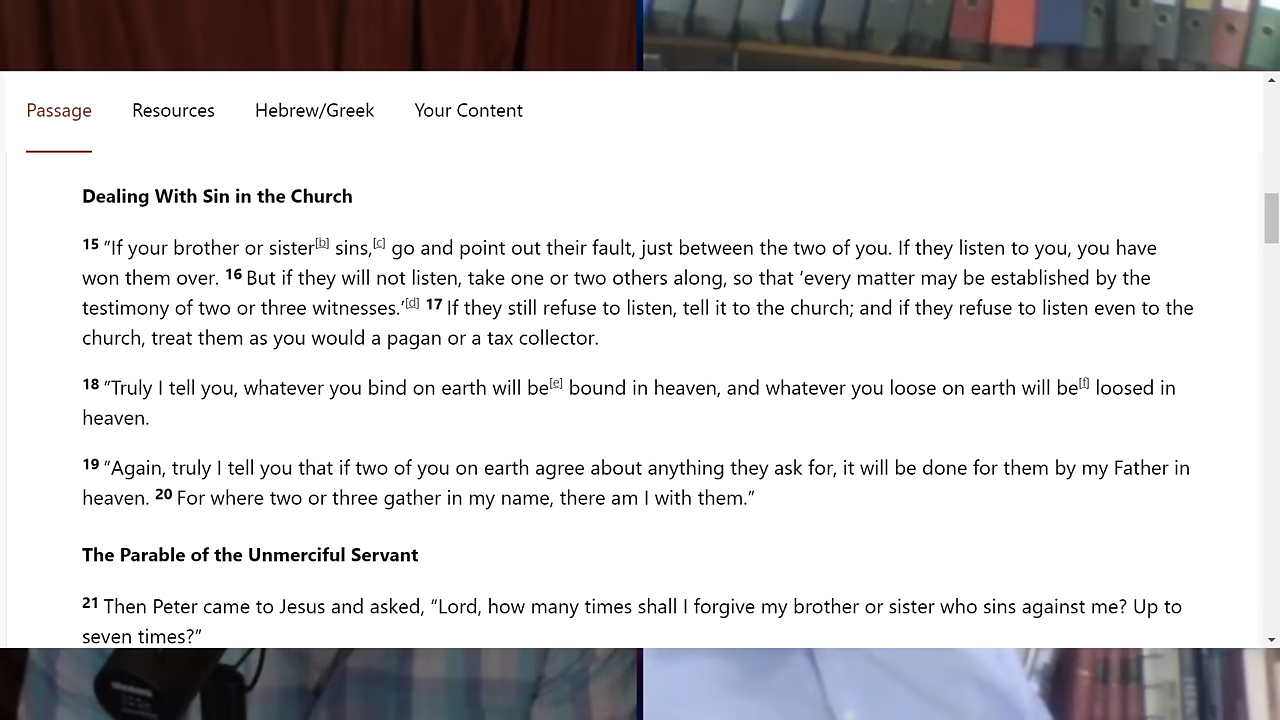 Passage Resources Hebrew/Greek Your Content
Dealing With Sin in the Church
15 “If your brother or sister[b] sins,[c] go and point out their fault, just between the two of you. If they listen to you, you have
won them over. 16 But if they will not listen, take one or two others along, so that ‘every matter may be established by the
testimony of two or three witnesses.’[d] 17 If they still refuse to listen, tell it to the church; and if they refuse to listen even to the
church, treat them as you would a pagan or a tax collector.
18 “Truly I tell you, whatever you bind on earth will be[e] bound in heaven, and whatever you loose on earth will be[f] loosed in
heaven.
19 “Again, truly I tell you that if two of you on earth agree about anything they ask for, it will be done for them by my Father in
heaven. 20 For where two or three gather in my name, there am I with them.”
The Parable of the Unmerciful Servant
21 Then Peter came to Jesus and asked, “Lord, how many times shall I forgive my brother or sister who sins against me? Up to
seven times?”